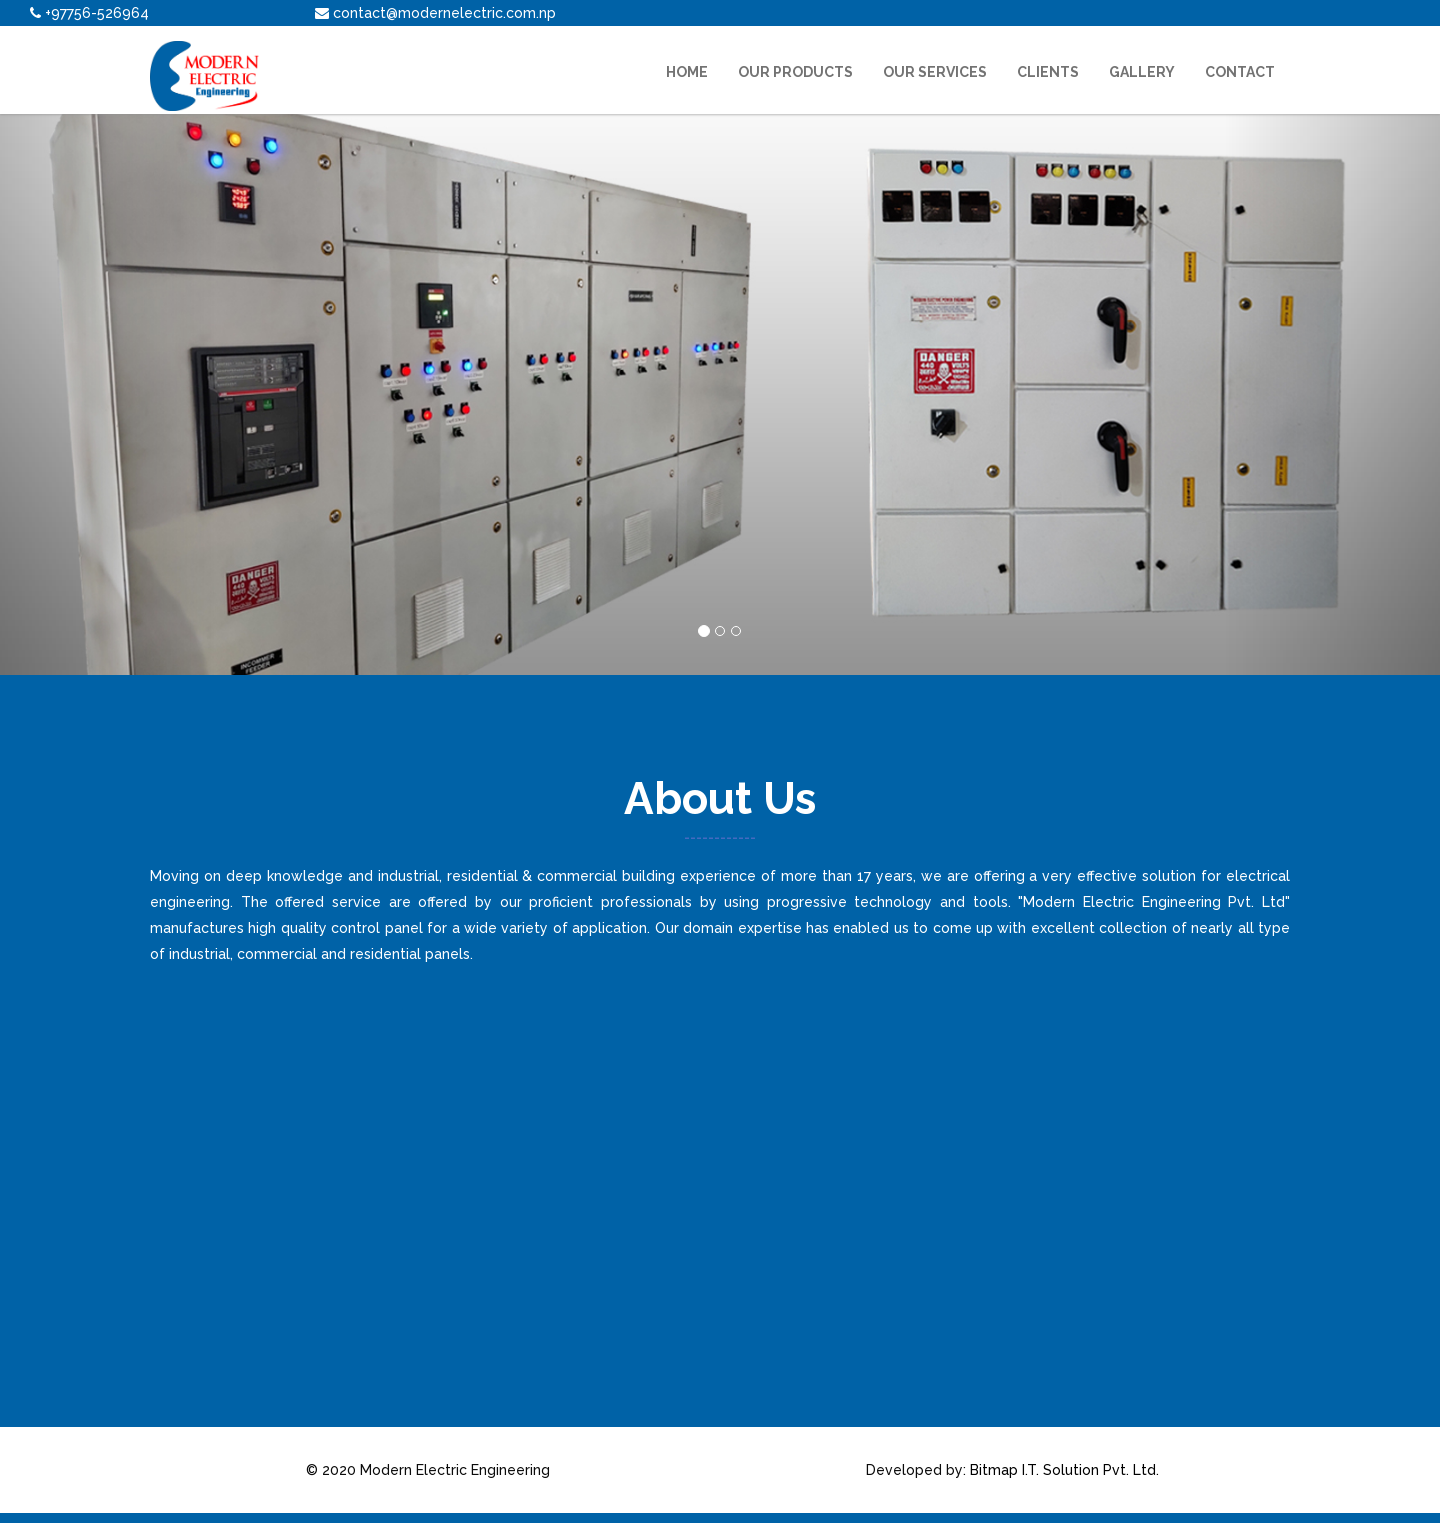 +97756-526964
contact@modernelectric.com.np
MODERN
ELECTRIC
Engineering
HOME
OUR PRODUCTS
OUR SERVICES
CLIENTS
GALLERY
CONTACT
MODERN ELECTRIC POWER ENGINEERING
DANGER
440 VOLTS
DANGER
440 VOLTS
INCOMMER
FEEDER
About Us
Moving on deep knowledge and industrial, residential & commercial building experience of more than 17 years, we are offering a very effective solution for electrical
engineering. The offered service are offered by our proficient professionals by using progressive technology and tools. "Modern Electric Engineering Pvt. Ltd"
manufactures high quality control panel for a wide variety of application. Our domain expertise has enabled us to come up with excellent collection of nearly all type
of industrial, commercial and residential panels.
© 2020 Modern Electric Engineering
Developed by: Bitmap I.T. Solution Pvt. Ltd.